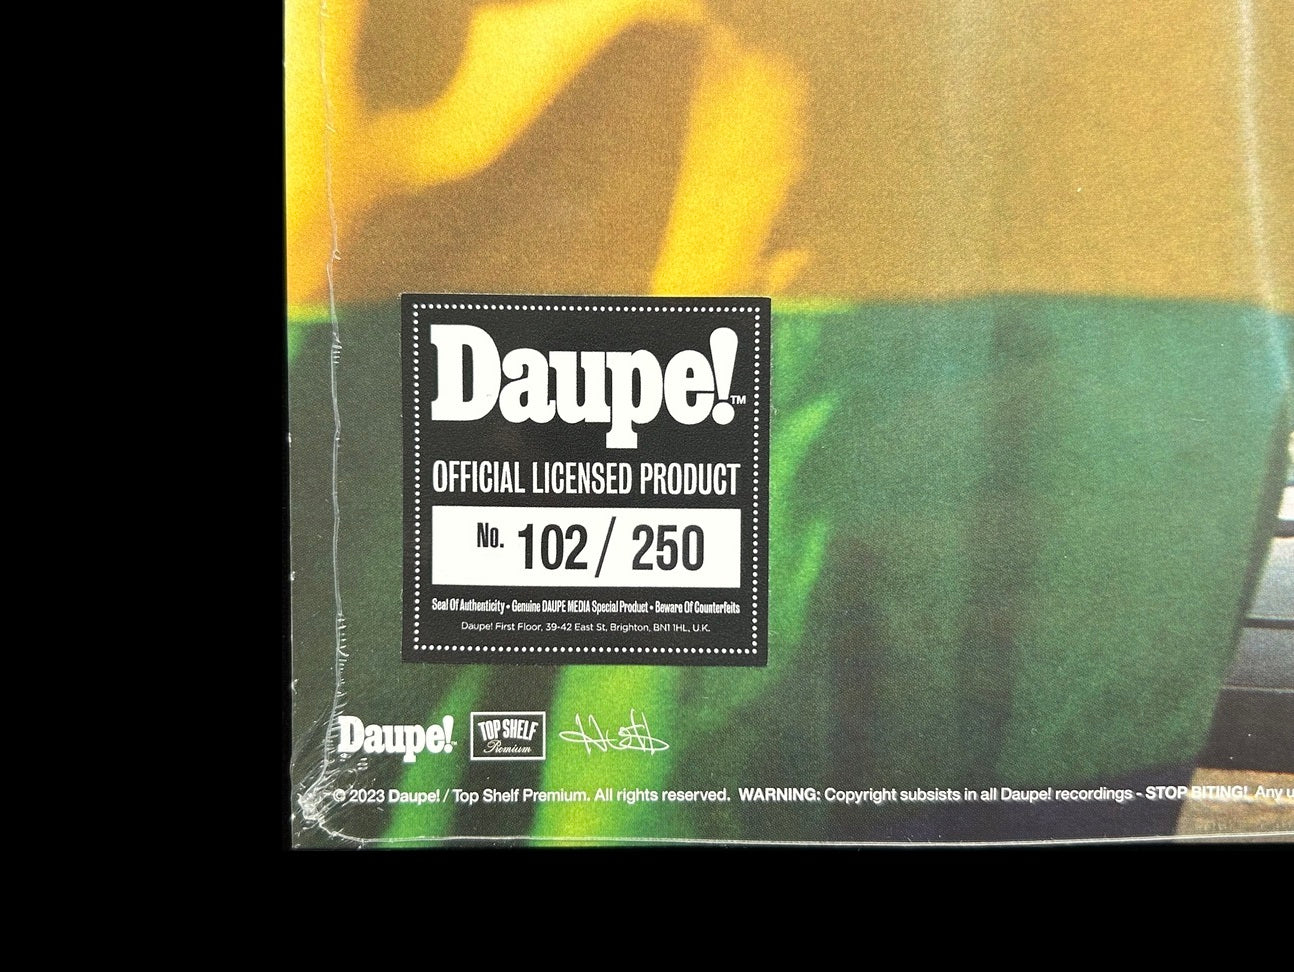 Daupe!™
OFFICIAL LICENSED PRODUCT
No. 102/ 250
Seal Of Authenticity • Genuine DAUPE MEDIA Special Product • Beware Of Counterfeits
Daupe! First Floor, 39-42 East St, Brighton, BN1 1HL, U.K.
Daupe!™ TOP SHELF
Premium
© 2023 Daupe! / Top Shelf Premium. All rights reserved. WARNING: Copyright subsists in all Daupe! recordings - STOP BITING! Any